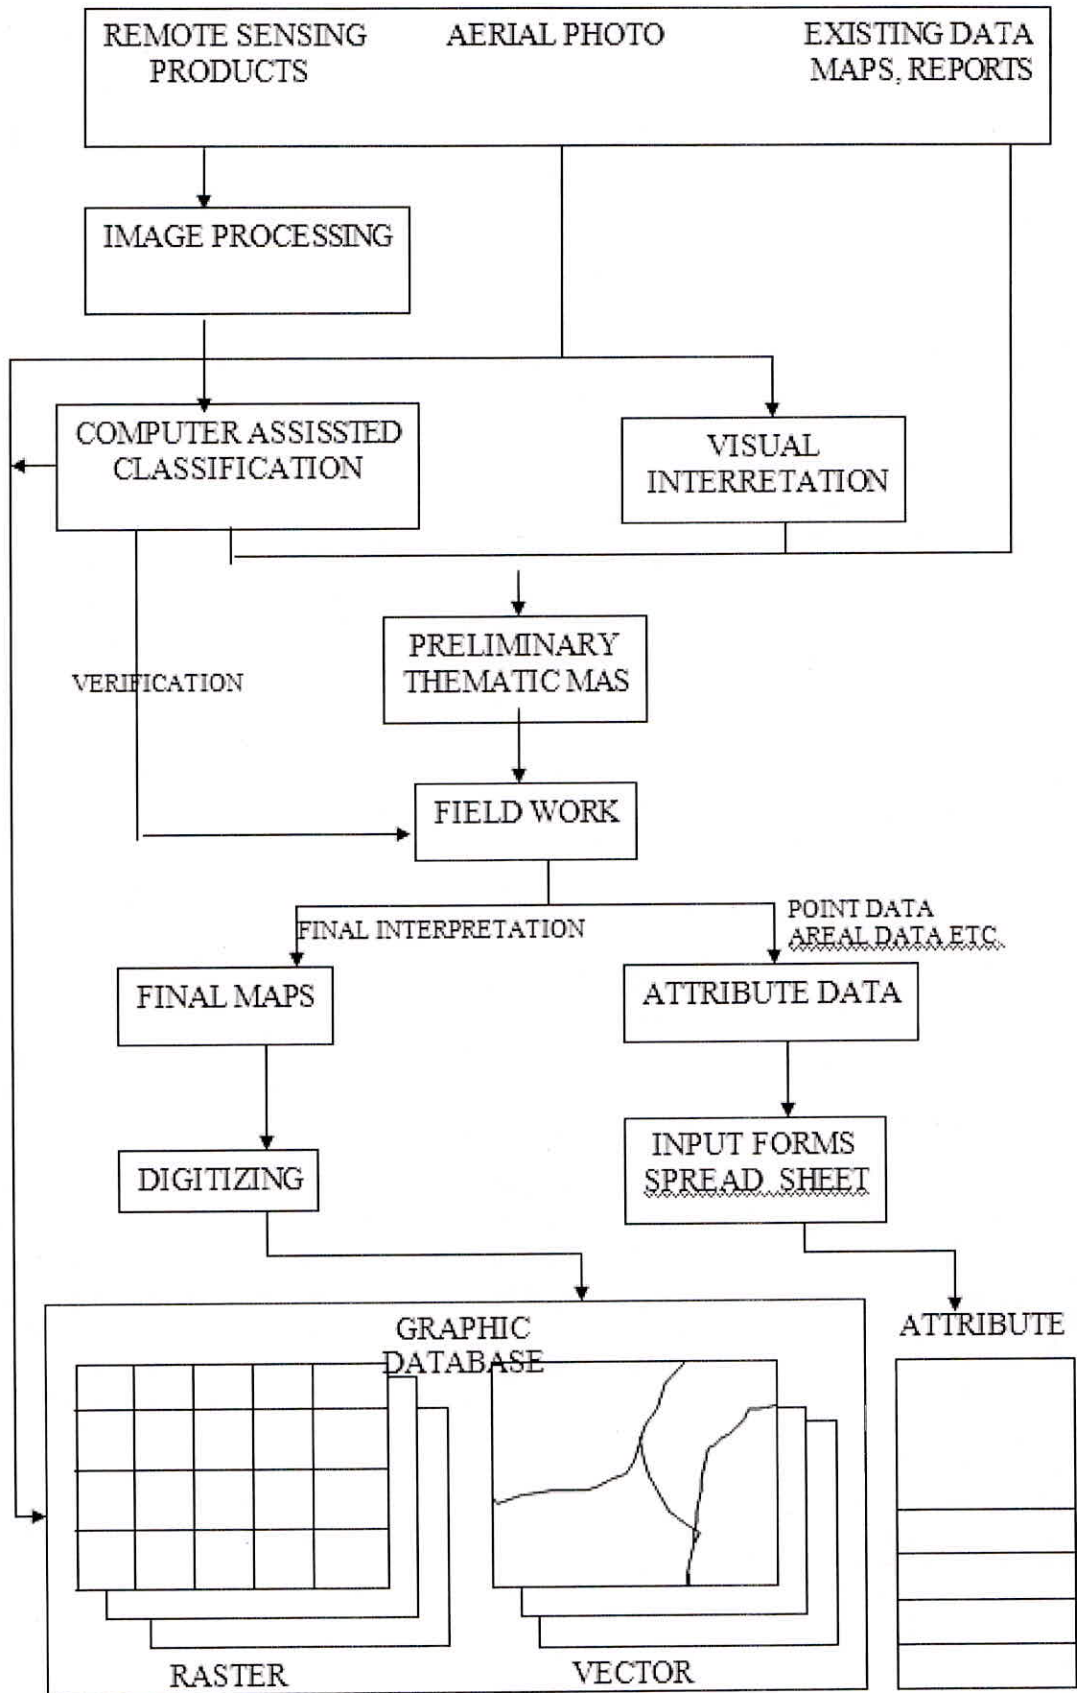 REMOTE SENSING
PRODUCTS
AERIAL PHOTO
EXISTING DATA
MAPS, REPORTS
IMAGE PROCESSING
COMPUTER ASSISSTED
CLASSIFICATION
VISUAL
INTERRETATION
PRELIMINARY
THEMATIC MAS
VERIFICATION
FIELD WORK
FINAL INTERPRETATION
POINT DATA
AREAL DATA ETC.
FINAL MAPS
ATTRIBUTE DATA
DIGITIZING
INPUT FORMS
SPREAD SHEET
GRAPHIC
DATABASE
ATTRIBUTE
RASTER
VECTOR